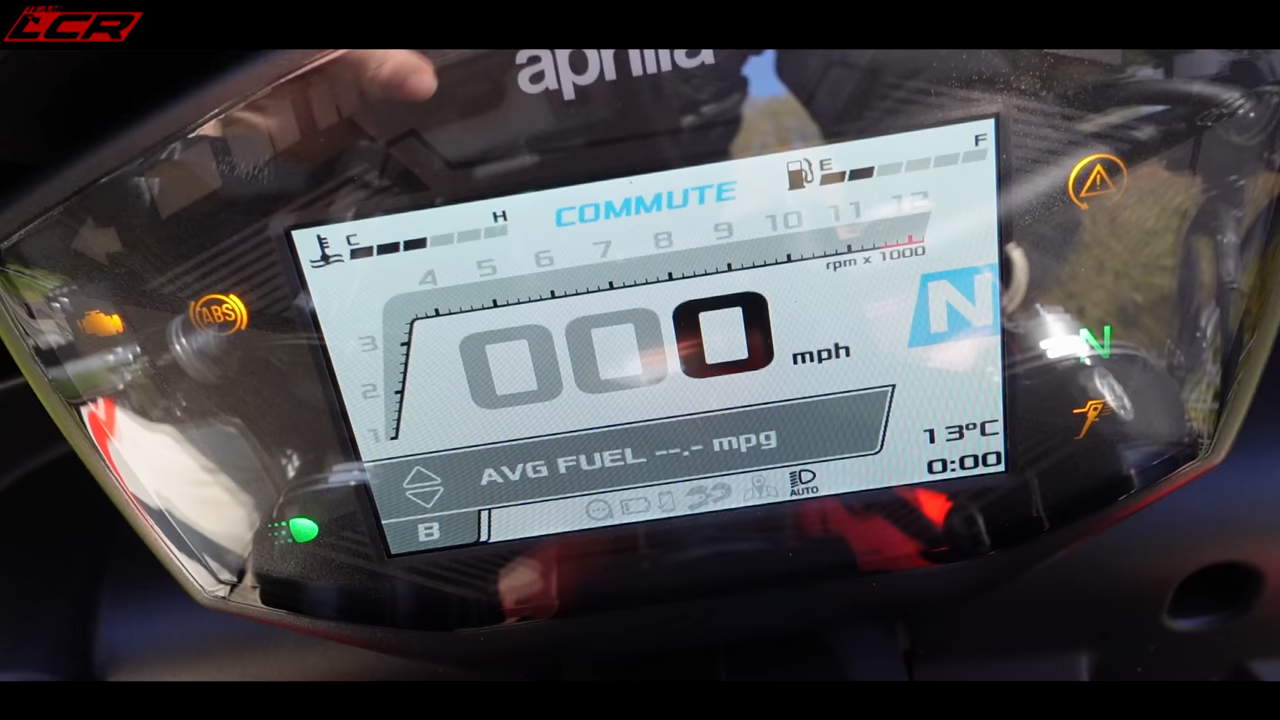 LCR
aprilia
COMMUTE
E F
C H
4 5 6 7 8 9 10 11 12
rpm x 1000
3
2
1
000 mph
N
N
ABS
AVG FUEL --.- mpg
13°C
0:00
AUTO
B